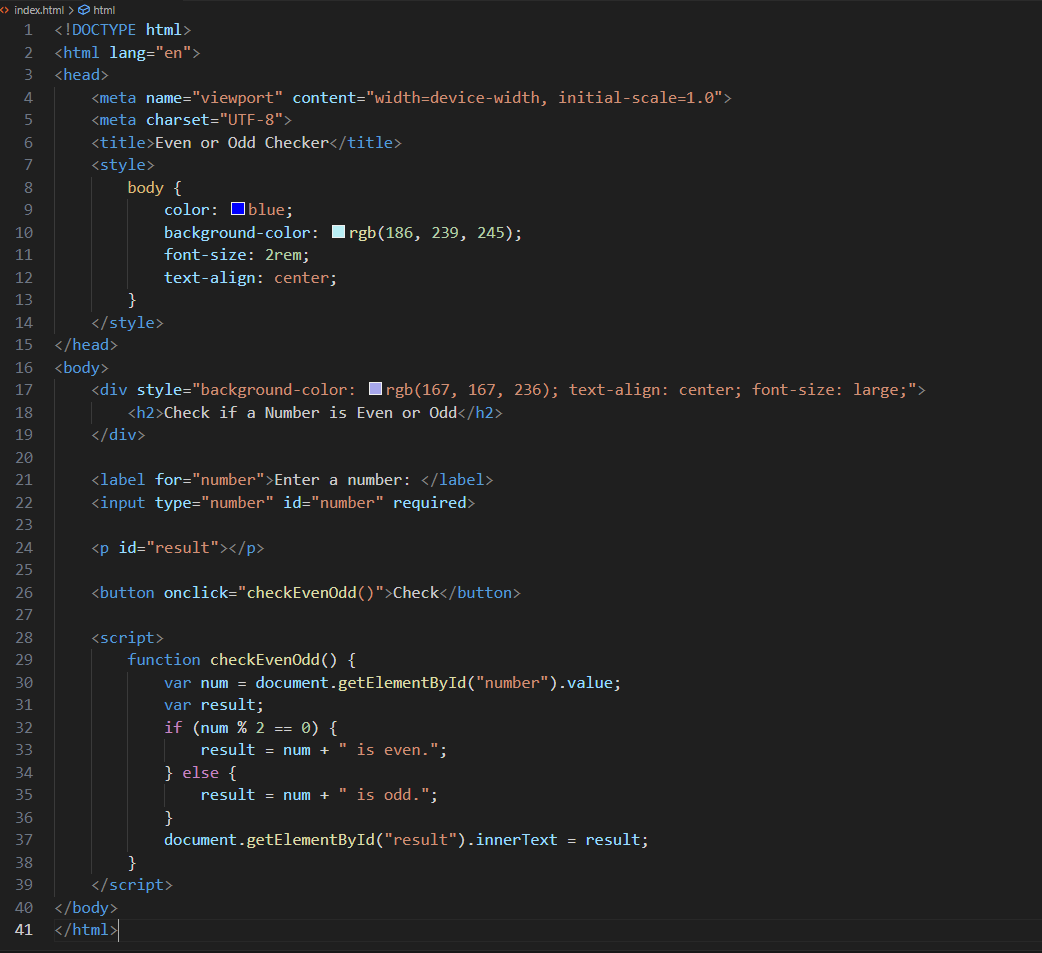 index.html > html
1 <!DOCTYPE html>
2 <html lang="en">
3 <head>
4     <meta name="viewport" content="width=device-width, initial-scale=1.0">
5     <meta charset="UTF-8">
6     <title>Even or Odd Checker</title>
7     <style>
8         body {
9             color: blue;
10             background-color: rgb(186, 239, 245);
11             font-size: 2rem;
12             text-align: center;
13         }
14     </style>
15 </head>
16 <body>
17     <div style="background-color: rgb(167, 167, 236); text-align: center; font-size: large;">
18         <h2>Check if a Number is Even or Odd</h2>
19     </div>
20
21     <label for="number">Enter a number: </label>
22     <input type="number" id="number" required>
23
24     <p id="result"></p>
25
26     <button onclick="checkEvenOdd()">Check</button>
27
28     <script>
29         function checkEvenOdd() {
30             var num = document.getElementById("number").value;
31             var result;
32             if (num % 2 == 0) {
33                 result = num + " is even.";
34             } else {
35                 result = num + " is odd.";
36             }
37             document.getElementById("result").innerText = result;
38         }
39     </script>
40 </body>
41 </html>